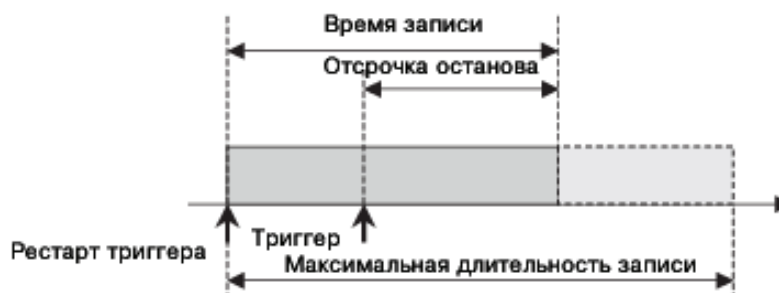 Время записи
Отсрочка останова
Рестарт триггера
Триггер
Максимальная длительность записи